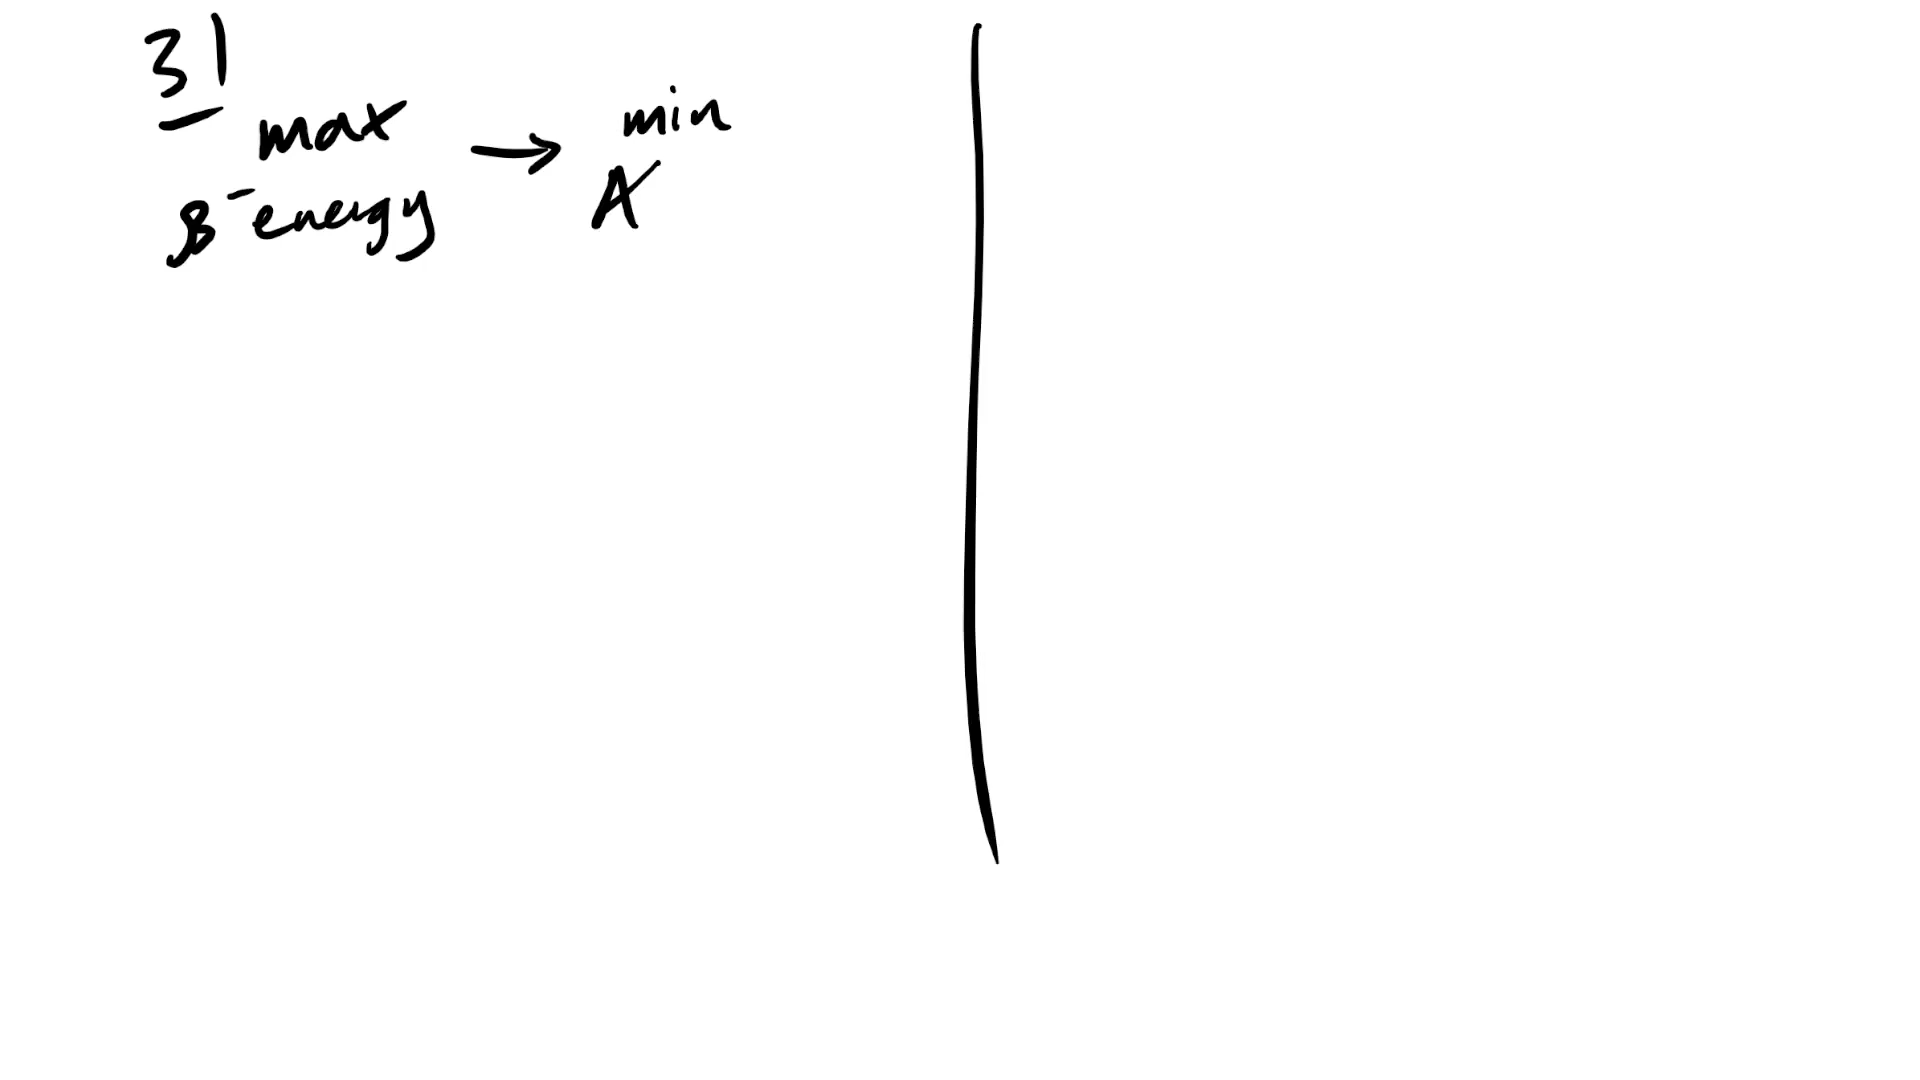 31
max → min
β⁻ energy A